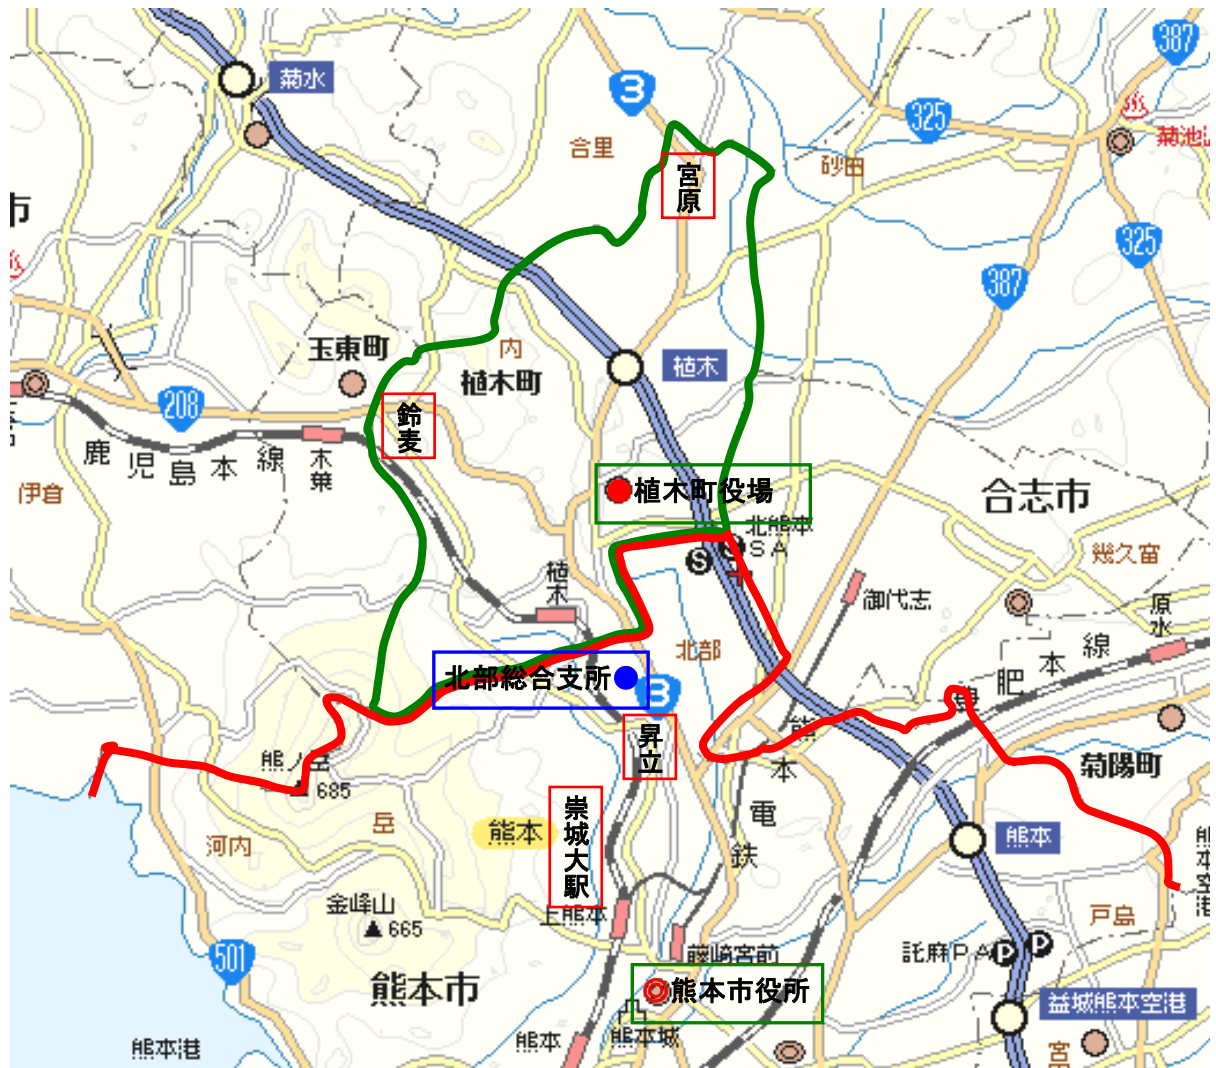 菊水
3
合里
宮原
砂田
325
387
菊池
市
325
387
玉東町
内
植木町
植木
208
鈴麦
鹿児島本線
木葉
伊倉
植木町役場
北熊本
SA
S
合志市
幾久富
植木
御代志
原水
豊肥本線
北部
北部総合支所
3
昇立
熊本電鉄
菊陽町
熊ノ岳
685
河内
岳
熊本
崇城大駅
熊本
熊本空港
金峰山
665
上熊本
藤崎宮前
戸島
託麻PA
P
P
501
熊本市
熊本市役所
益城熊本空港
熊本港
熊本
熊本城
宮